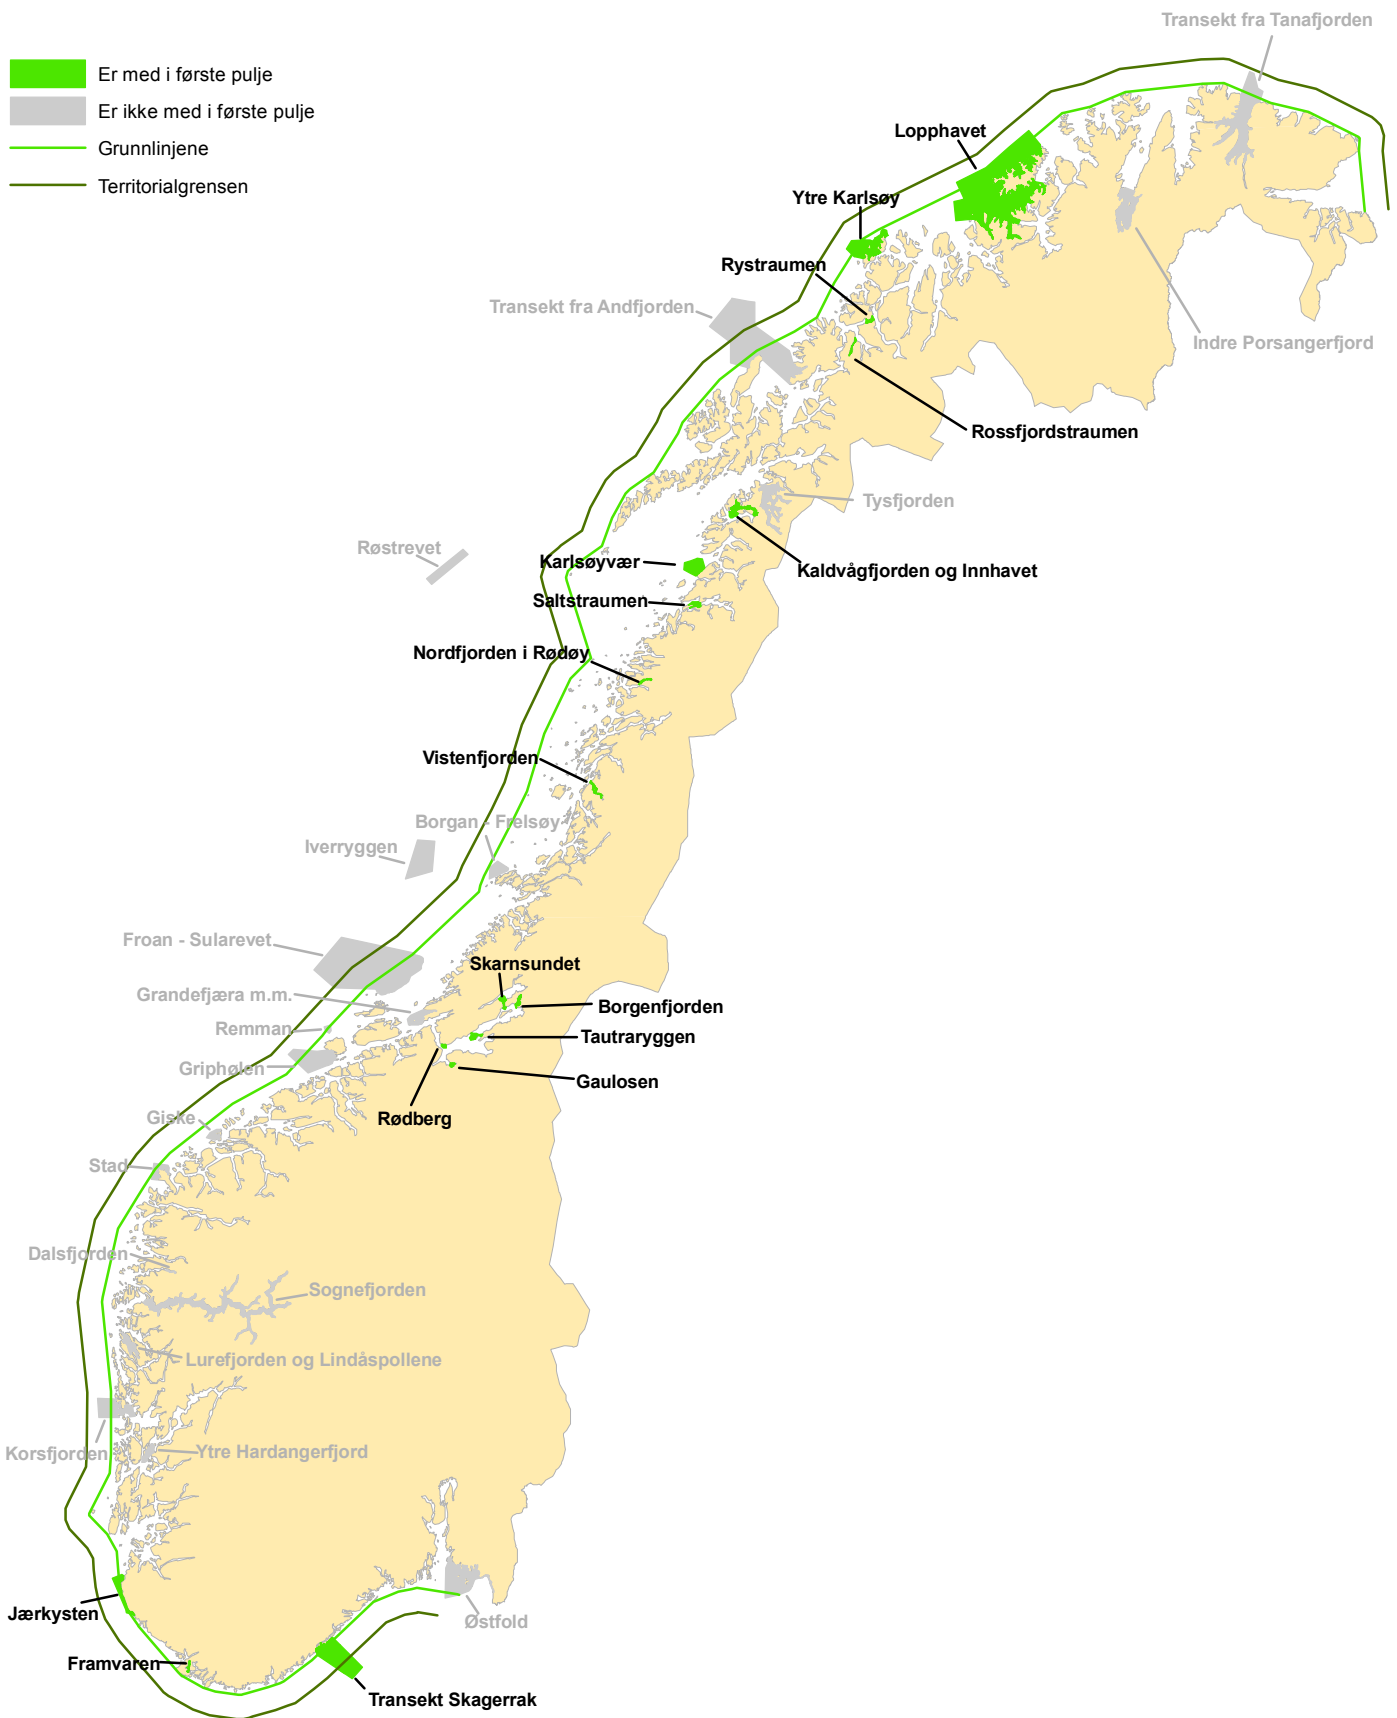 Transekt fra Tanafjorden
Er med i første pulje
Er ikke med i første pulje
Grunnlinjene
Territorialgrensen
Lopphavet
Ytre Karlsøy
Rystraumen
Transekt fra Andfjorden
Indre Porsangerfjord
Rossfjordstraumen
Tysfjorden
Røstrevet
Karlsøyvær
Kaldvågfjorden og Innhavet
Saltstraumen
Nordfjorden i Rødøy
Vistenfjorden
Borgan - Frelsøy
Iverryggen
Froan - Sularevet
Skarnsundet
Grandefjæra m.m.
Borgenfjorden
Remman
Tautraryggen
Griphølen
Gaulosen
Rødberg
Giske
Stad
Dalsfjorden
Sognefjorden
Lurefjorden og Lindåspollene
Korsfjorden
Ytre Hardangerfjord
Jærkysten
Østfold
Framvaren
Transekt Skagerrak